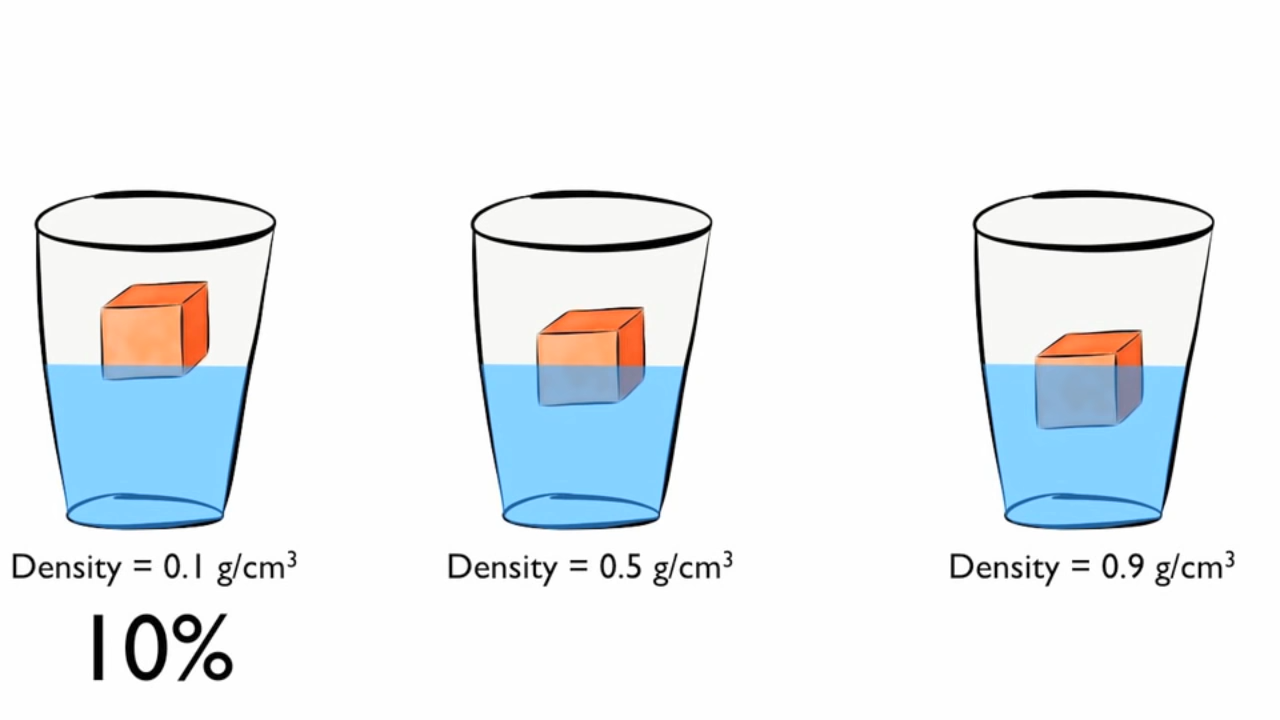 Density = 0.1 g/cm³
Density = 0.5 g/cm³
Density = 0.9 g/cm³
10%